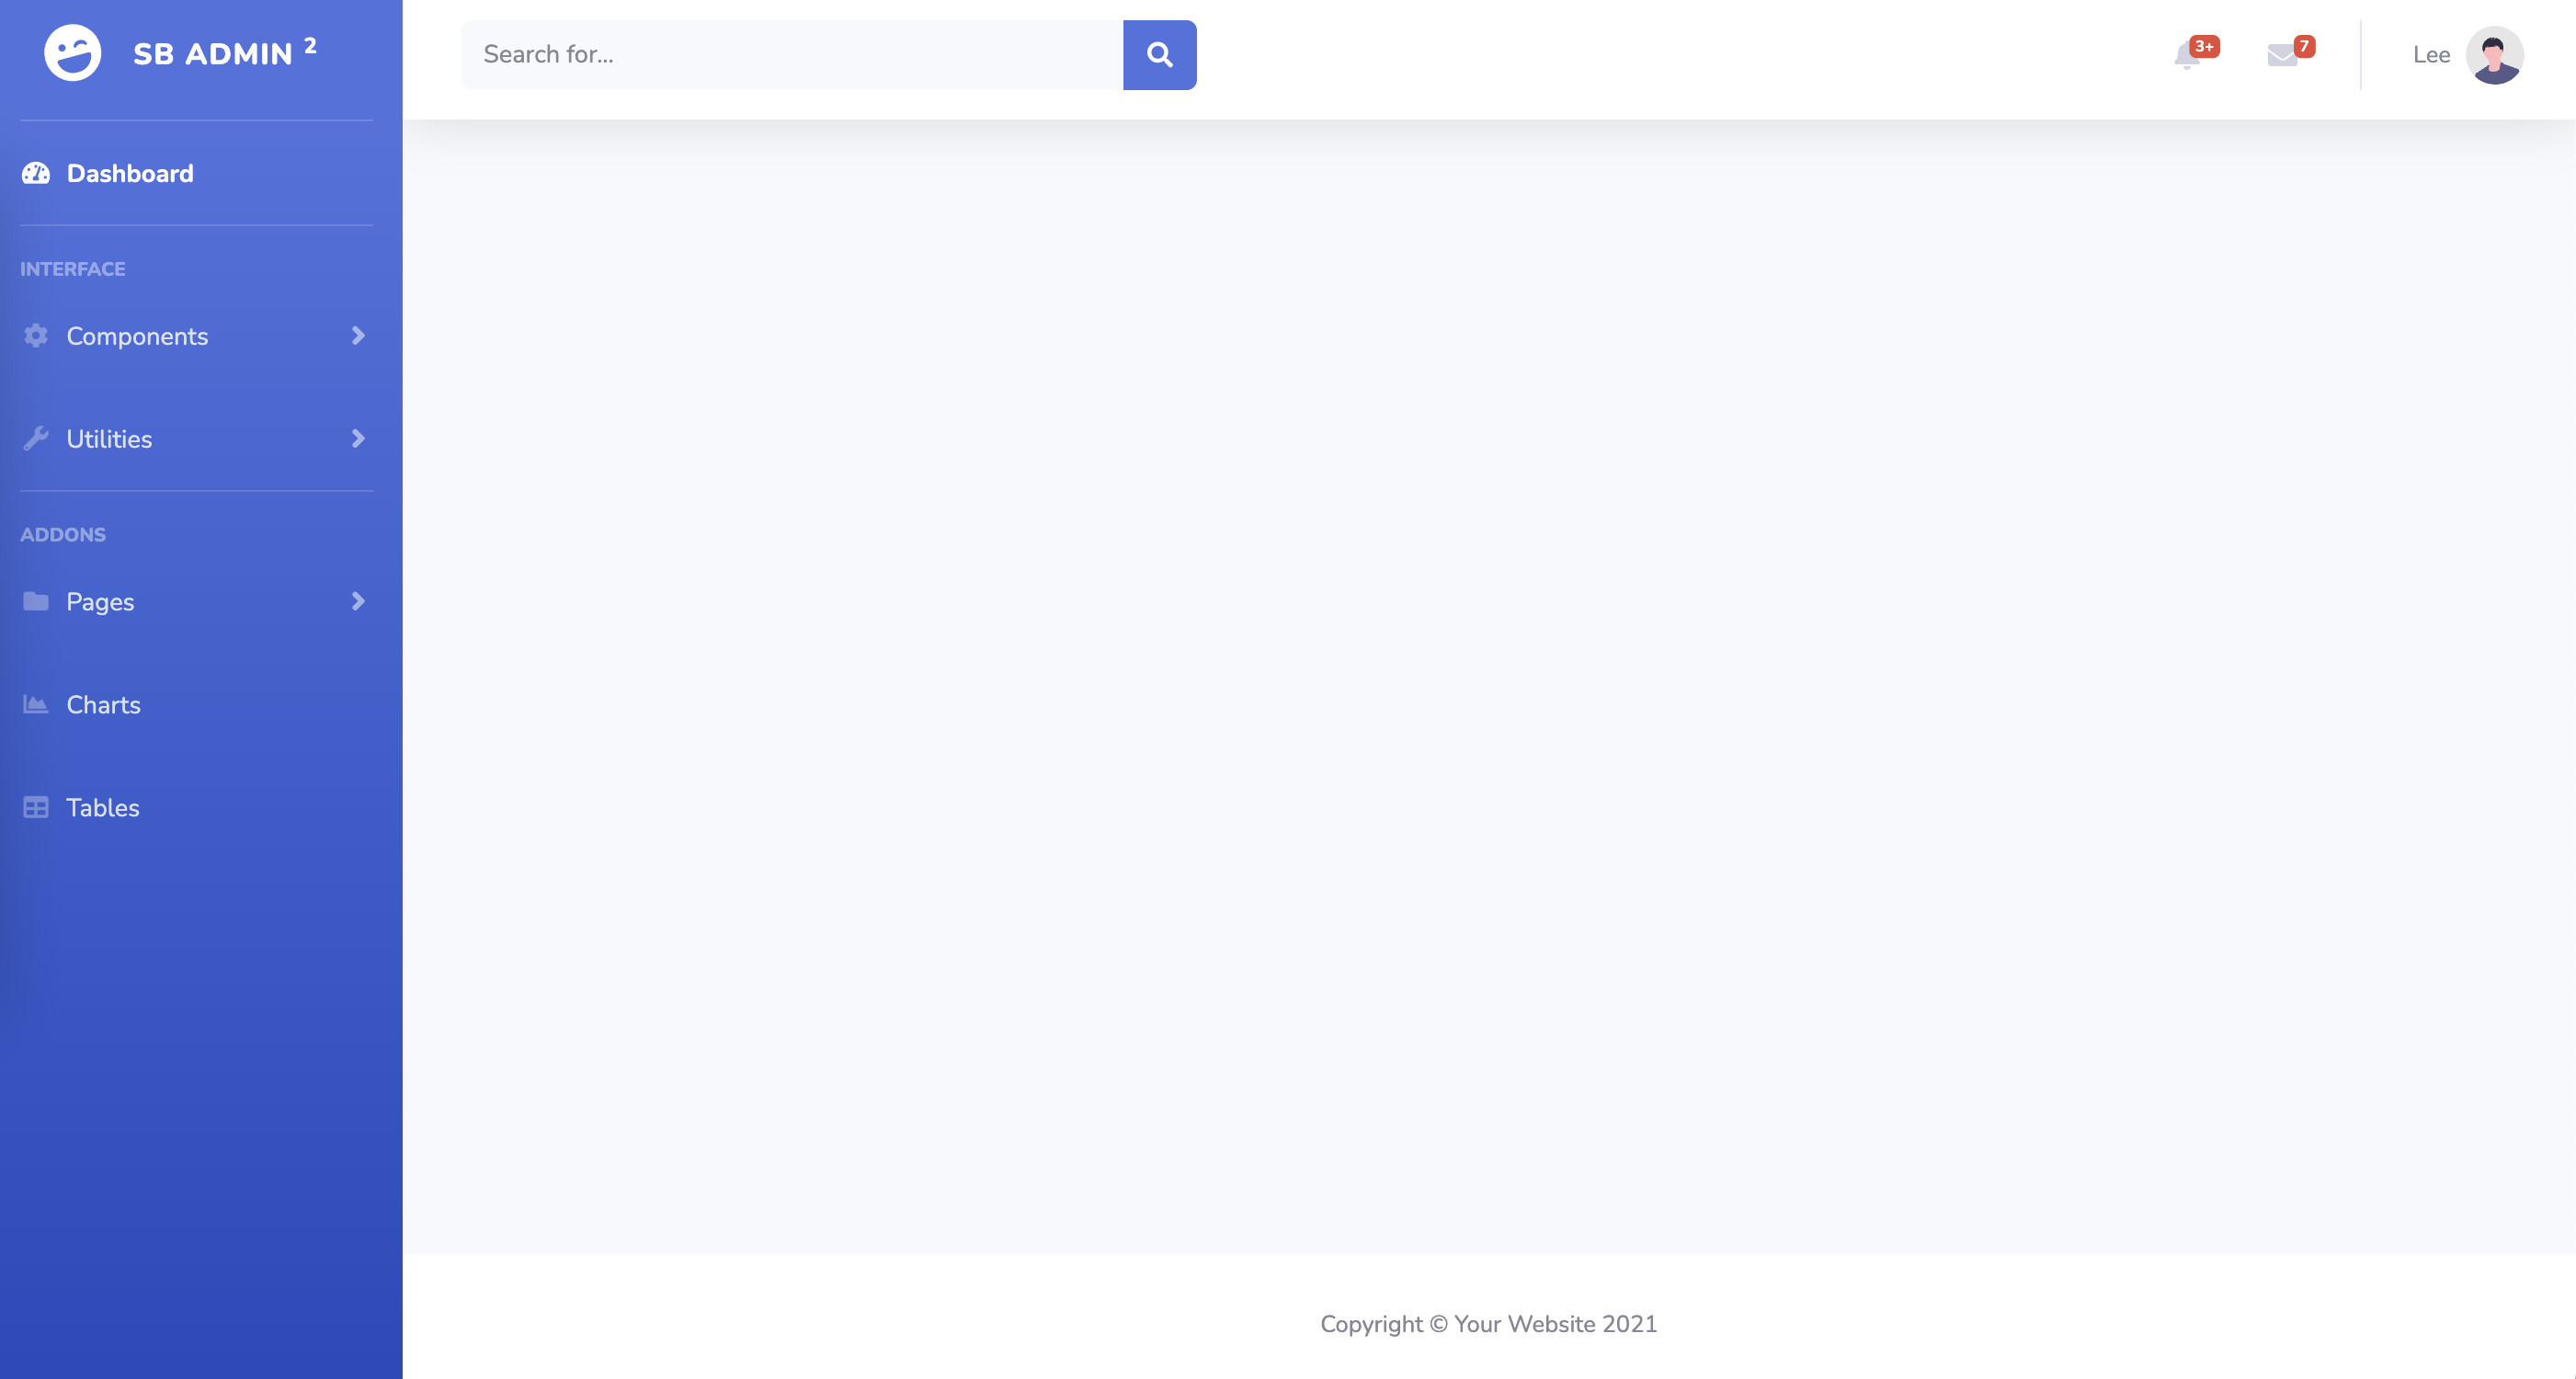 SB ADMIN 2
Search for...
3+
7
Lee
Dashboard
INTERFACE
Components
Utilities
ADDONS
Pages
Charts
Tables
Copyright © Your Website 2021